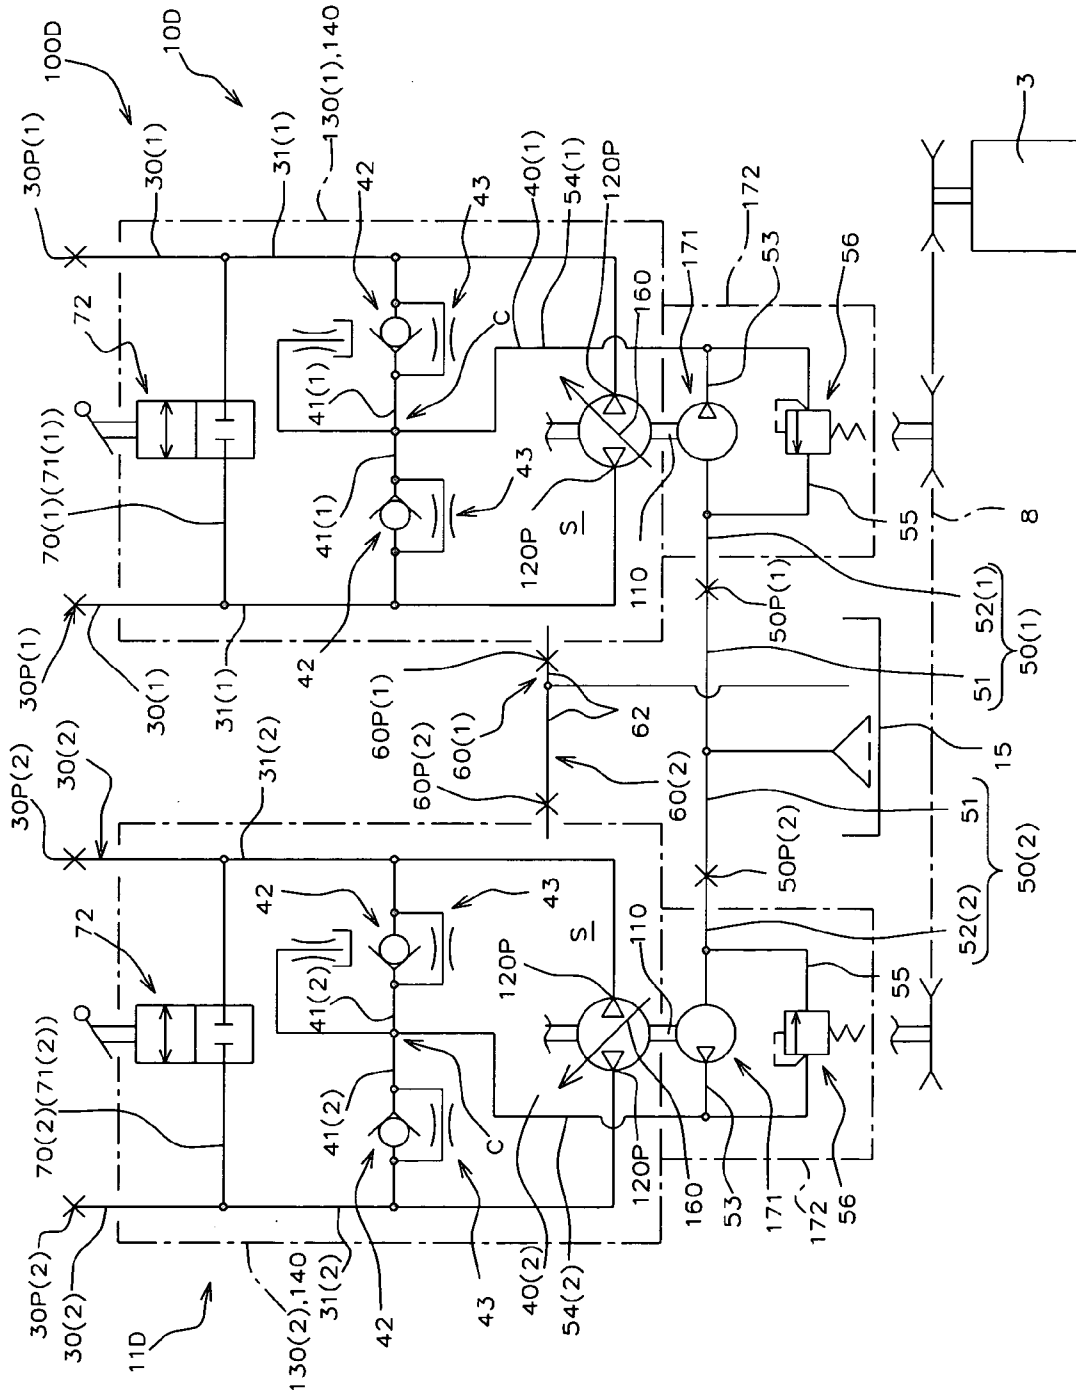 100D
10D
30P(1)
30(1)
31(1)
130(1),140
42
43
C
40(1)
54(1)
120P
160
171
172
53
56
3
72
70(1)(71(1))
41(1)
41(1)
42
43
120P
S
110
55
8
30P(1)
30(1)
31(1)
60P(1)
60(1)
62
50P(1)
52(1)
51
50(1)
15
60P(2)
60(2)
51
50P(2)
52(2)
50(2)
30P(2)
30(2)
31(2)
42
43
S
120P
110
55
72
70(2)(71(2))
41(2)
41(2)
C
30P(2)
30(2)
11D
130(2),140
31(2)
42
43
40(2)
54(2)
120P
160
53
171
172
56